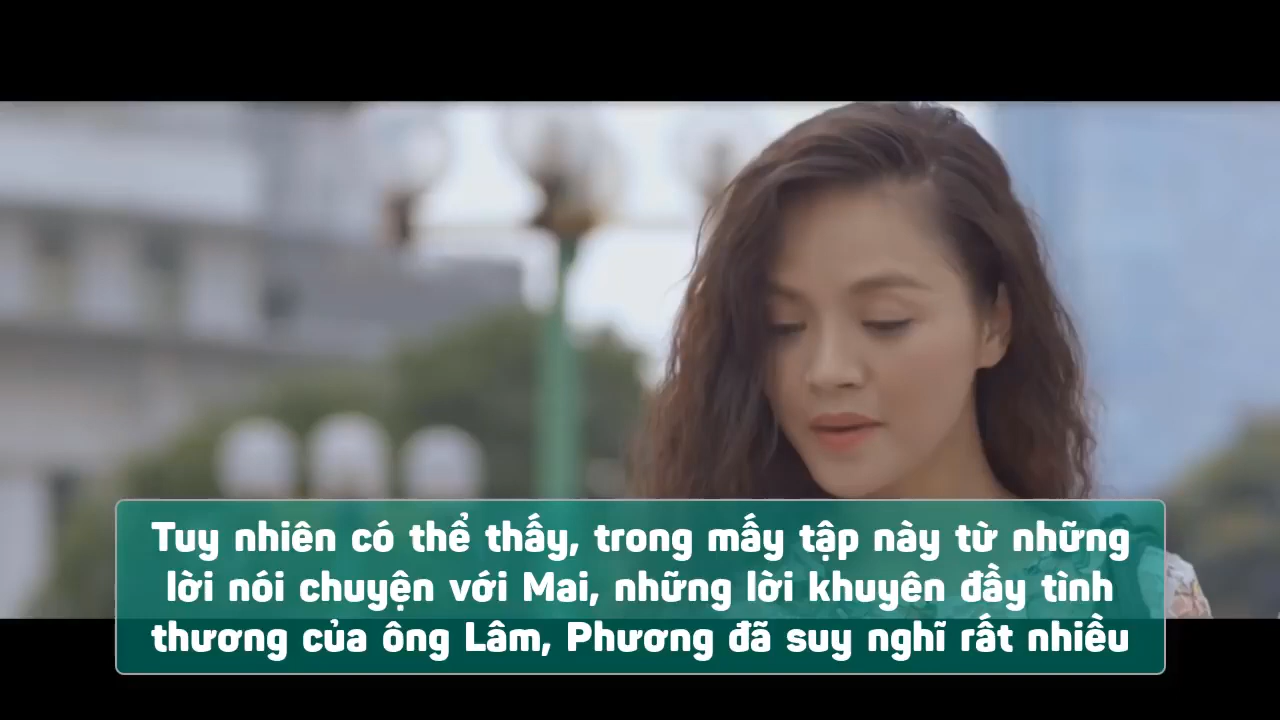 Tuy nhiên có thể thấy, trong mấy tập này từ những
lời nói chuyện với Mai, những lời khuyên đầy tình
thương của ông Lâm, Phương đã suy nghĩ rất nhiều